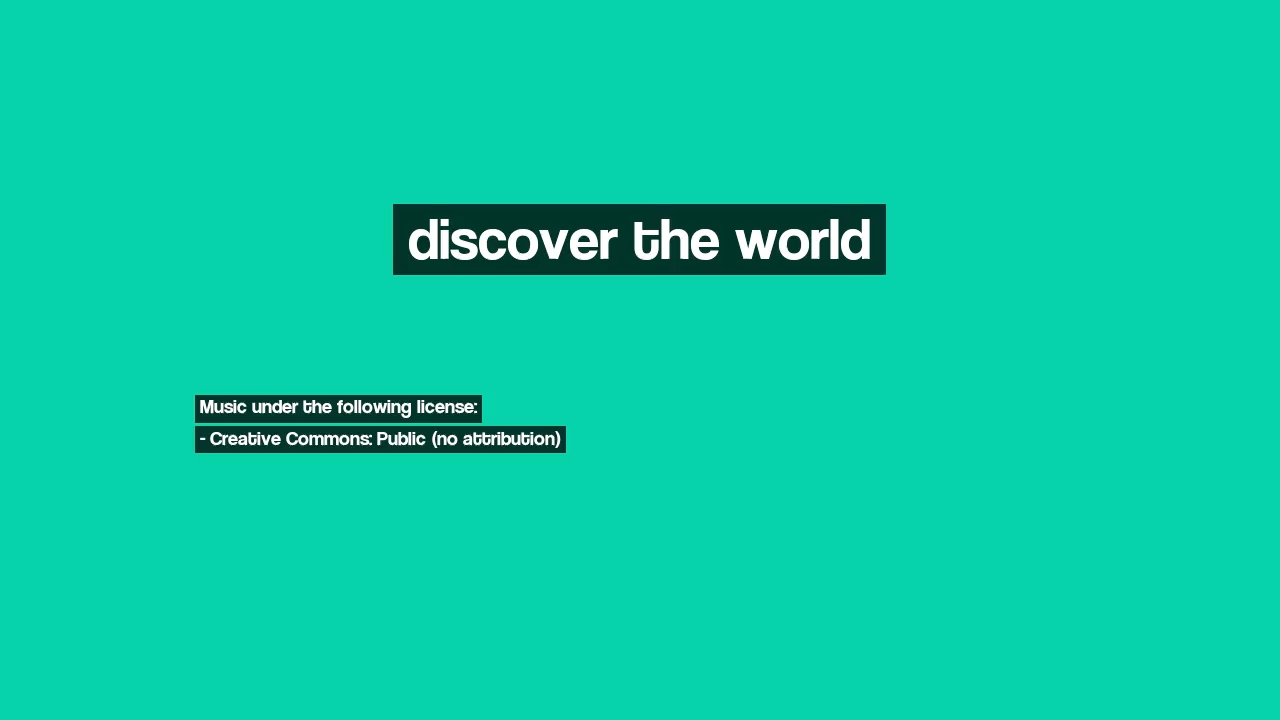 discover the world
Music under the following license:
- Creative Commons: Public (no attribution)